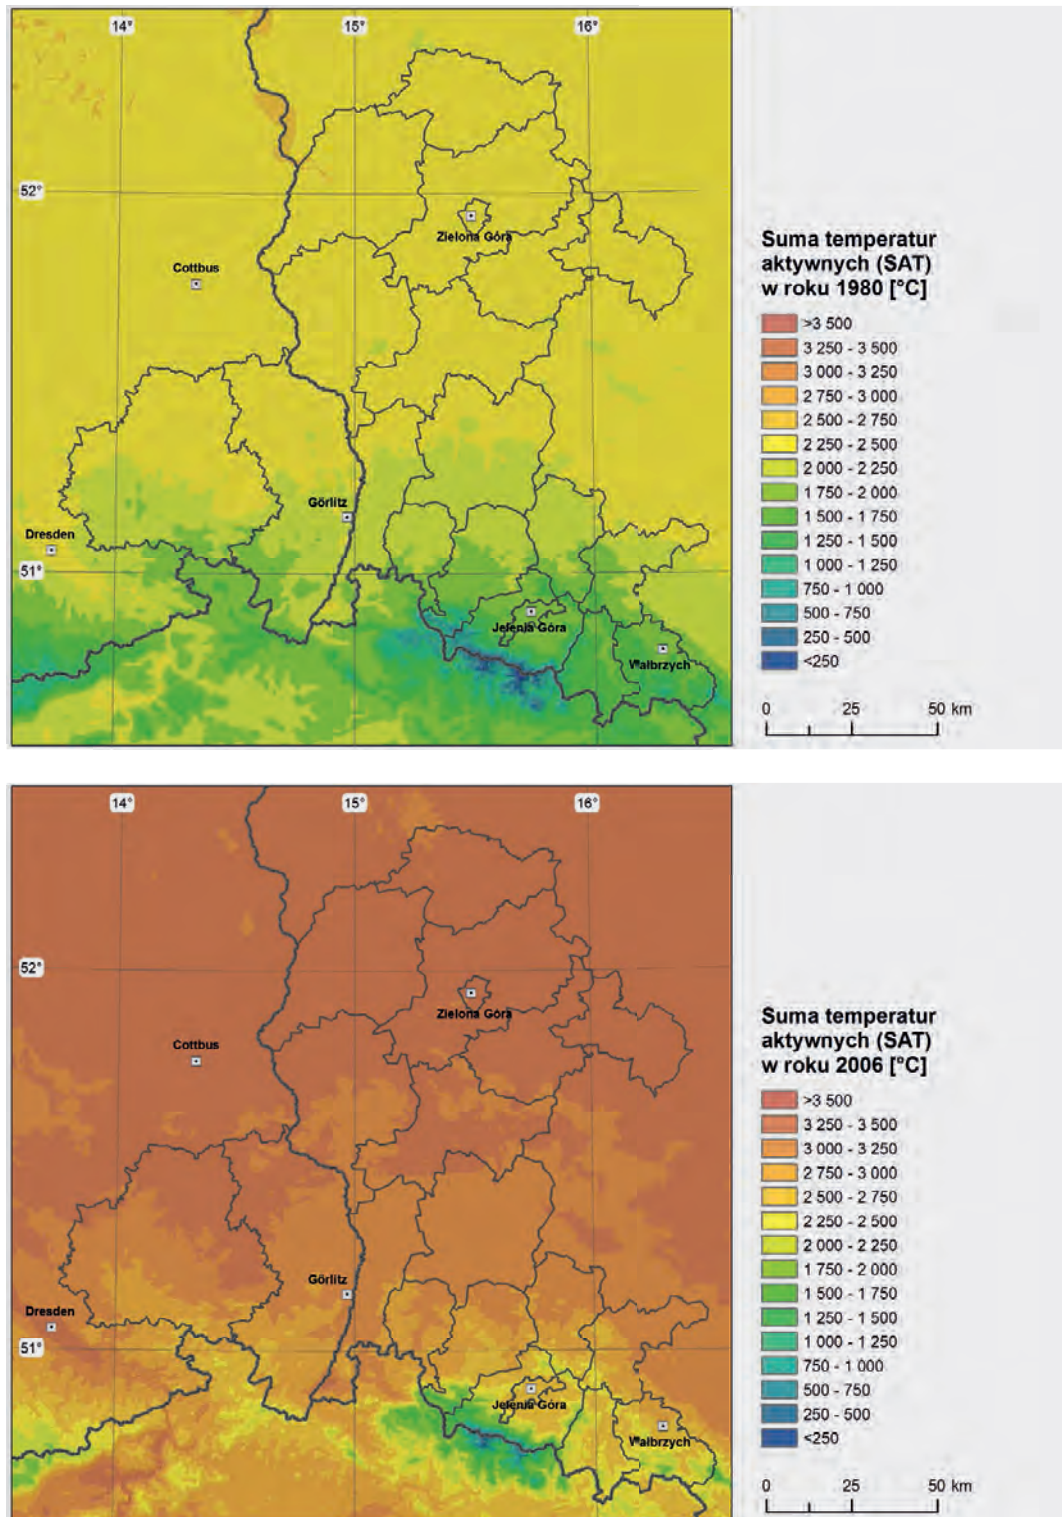 14°
15°
16°
52°
Zielona Góra
Cottbus
Görlitz
Dresden
51°
Jelenia Góra
Wałbrzych
Suma temperatur
aktywnych (SAT)
w roku 1980 [°C]
>3 500
3 250 - 3 500
3 000 - 3 250
2 750 - 3 000
2 500 - 2 750
2 250 - 2 500
2 000 - 2 250
1 750 - 2 000
1 500 - 1 750
1 250 - 1 500
1 000 - 1 250
750 - 1 000
500 - 750
250 - 500
<250
0 25 50 km
14°
15°
16°
52°
Zielona Góra
Cottbus
Görlitz
Dresden
51°
Jelenia Góra
Wałbrzych
Suma temperatur
aktywnych (SAT)
w roku 2006 [°C]
>3 500
3 250 - 3 500
3 000 - 3 250
2 750 - 3 000
2 500 - 2 750
2 250 - 2 500
2 000 - 2 250
1 750 - 2 000
1 500 - 1 750
1 250 - 1 500
1 000 - 1 250
750 - 1 000
500 - 750
250 - 500
<250
0 25 50 km